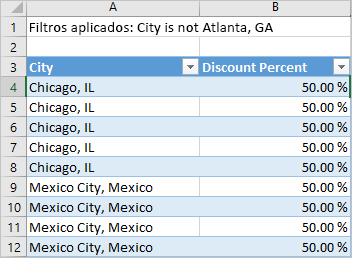 A B
1 Filtros aplicados: City is not Atlanta, GA
2
3 City Discount Percent
4 Chicago, IL 50.00 %
5 Chicago, IL 50.00 %
6 Chicago, IL 50.00 %
7 Chicago, IL 50.00 %
8 Chicago, IL 50.00 %
9 Mexico City, Mexico 50.00 %
10 Mexico City, Mexico 50.00 %
11 Mexico City, Mexico 50.00 %
12 Mexico City, Mexico 50.00 %